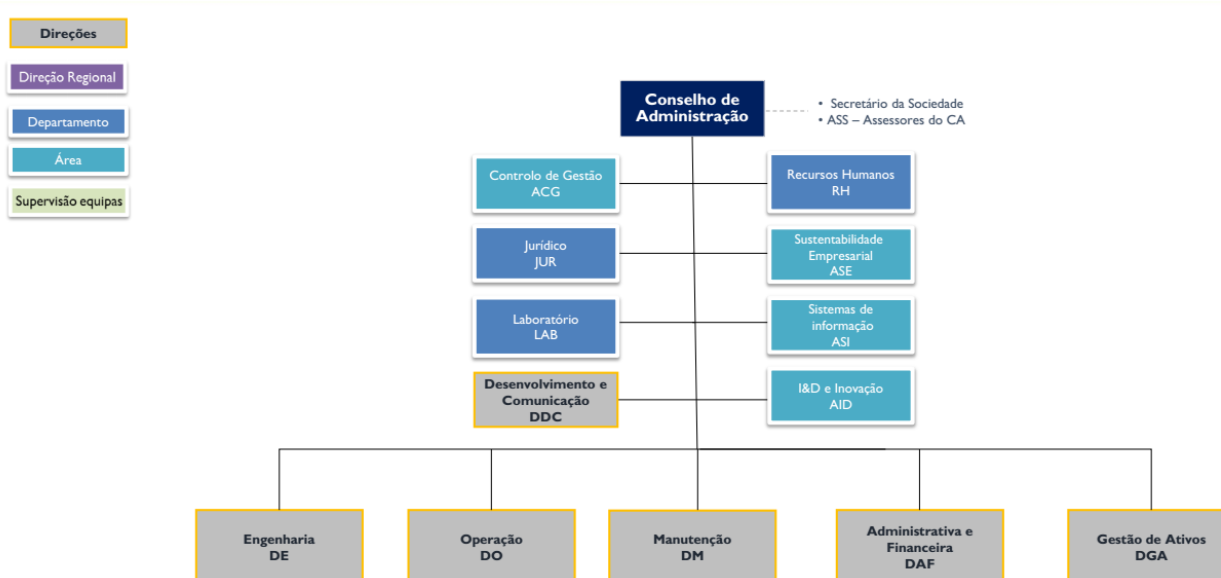 Direções
Direção Regional
Departamento
Área
Supervisão equipas
Conselho de
Administração
• Secretário da Sociedade
• ASS – Assessores do CA
Controlo de Gestão
ACG
Recursos Humanos
RH
Jurídico
JUR
Sustentabilidade
Empresarial
ASE
Laboratório
LAB
Sistemas de
informação
ASI
Desenvolvimento e
Comunicação
DDC
I&D e Inovação
AID
Engenharia
DE
Operação
DO
Manutenção
DM
Administrativa e
Financeira
DAF
Gestão de Ativos
DGA